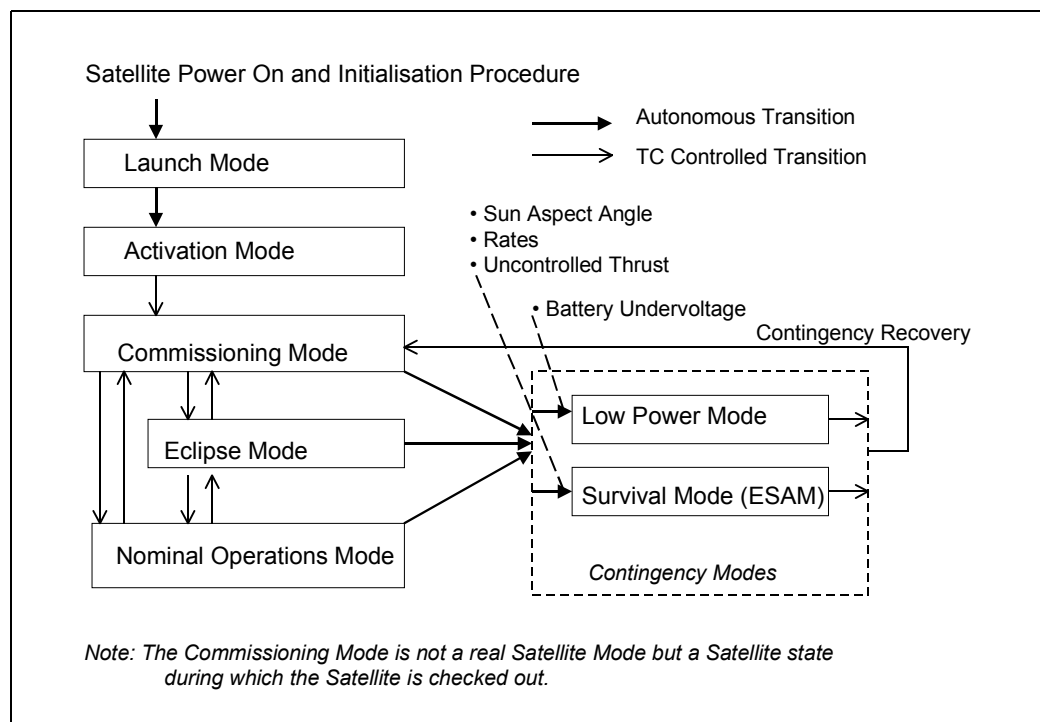 Satellite Power On and Initialisation Procedure
Autonomous Transition
TC Controlled Transition
Launch Mode
Activation Mode
• Sun Aspect Angle
• Rates
• Uncontrolled Thrust
• Battery Undervoltage
Contingency Recovery
Commissioning Mode
Low Power Mode
Eclipse Mode
Survival Mode (ESAM)
Nominal Operations Mode
Contingency Modes
Note: The Commissioning Mode is not a real Satellite Mode but a Satellite state
during which the Satellite is checked out.